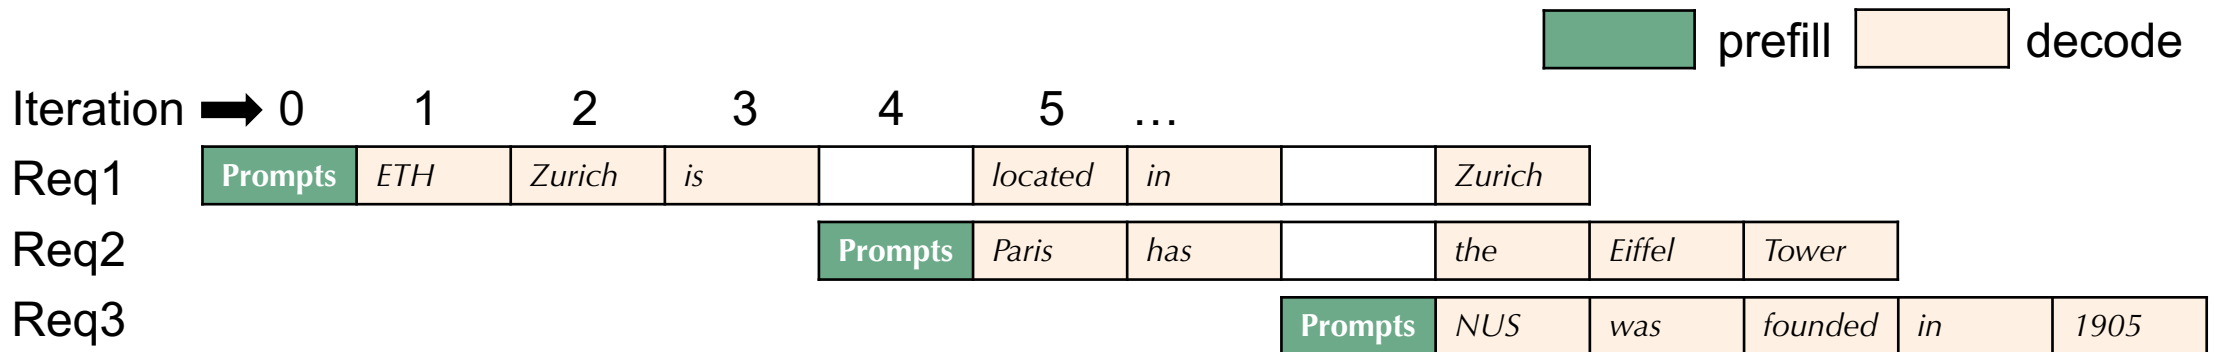 prefill decode
Iteration 0 1 2 3 4 5 ...
Req1 Prompts ETH Zurich is located in Zurich
Req2 Prompts Paris has the Eiffel Tower
Req3 Prompts NUS was founded in 1905